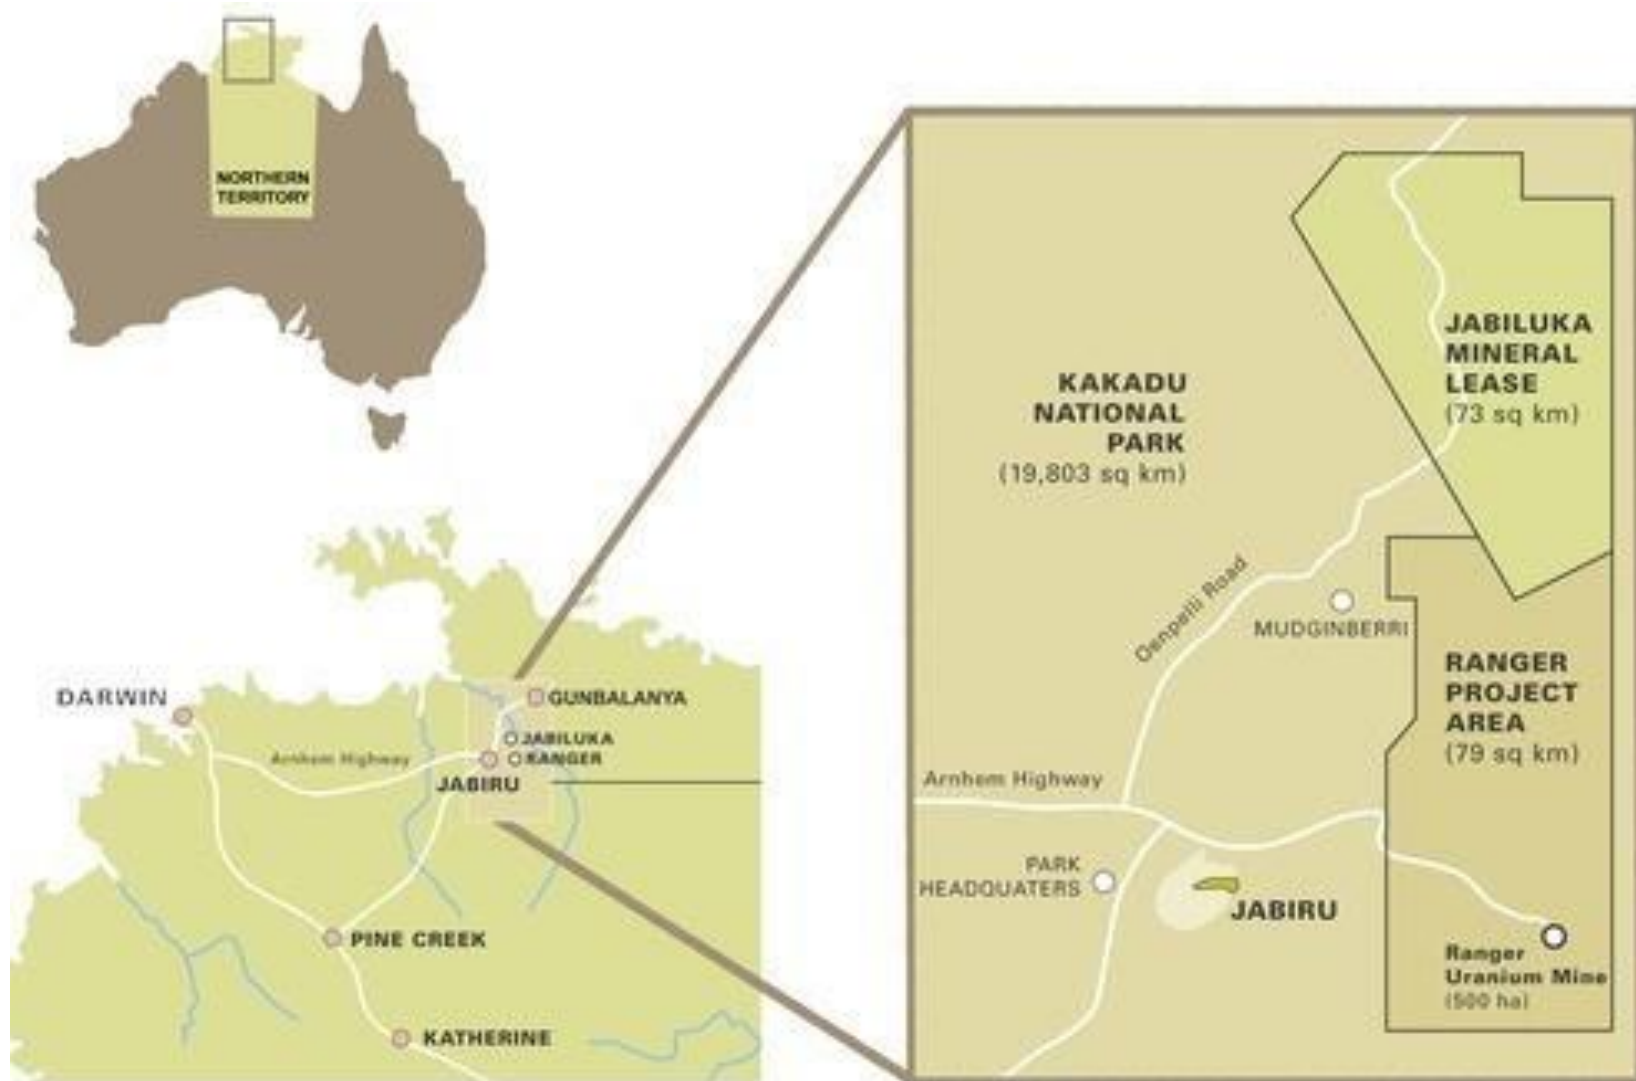 NORTHERN
TERRITORY
DARWIN
GUNBALANYA
JABILUKA
RANGER
Arnhem Highway
JABIRU
PINE CREEK
KATHERINE
KAKADU
NATIONAL
PARK
(19,803 sq km)
JABILUKA
MINERAL
LEASE
(73 sq km)
Oenpelli Road
MUDGINBERRI
RANGER
PROJECT
AREA
(79 sq km)
Arnhem Highway
PARK
HEADQUATERS
JABIRU
Ranger
Uranium Mine
(500 ha)